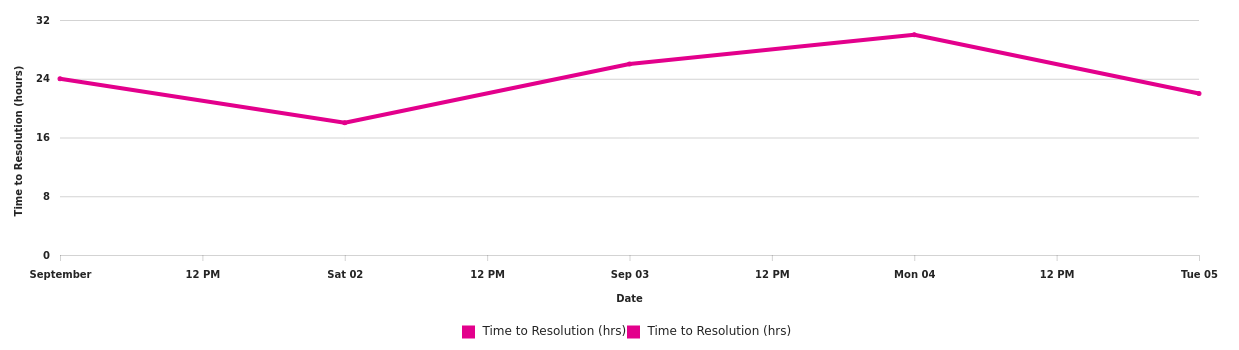 32
24
16
8
0
Time to Resolution (hours)
September 12 PM Sat 02 12 PM Sep 03 12 PM Mon 04 12 PM Tue 05
Date
Time to Resolution (hrs) Time to Resolution (hrs)